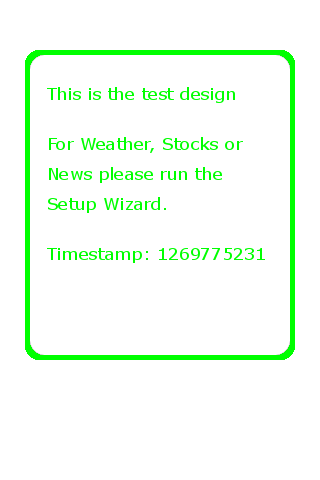 This is the test design
For Weather, Stocks or
News please run the
Setup Wizard.
Timestamp: 1269775231